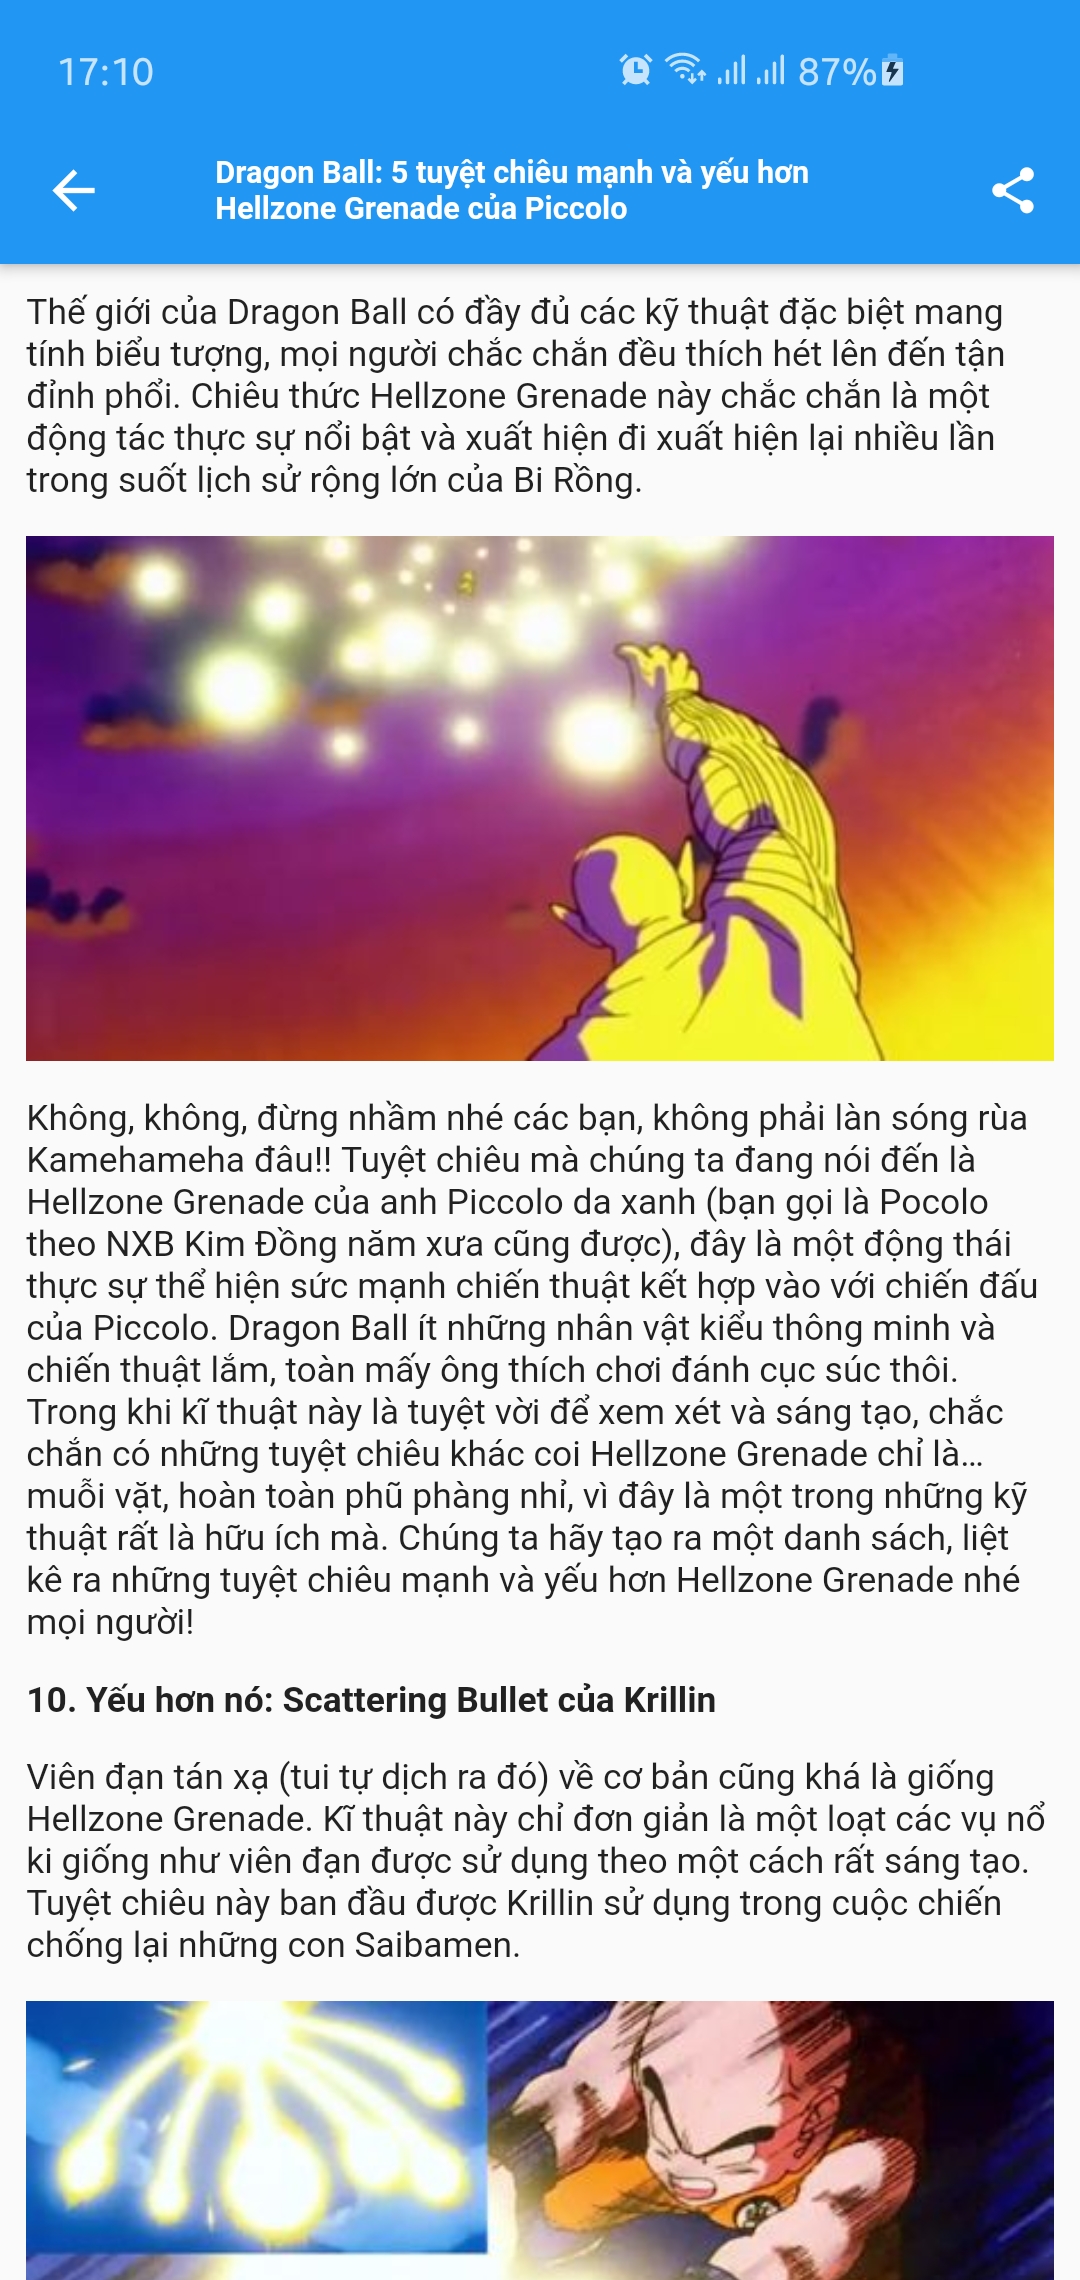 17:10
87%
Dragon Ball: 5 tuyệt chiêu mạnh và yếu hơn
Hellzone Grenade của Piccolo
Thế giới của Dragon Ball có đầy đủ các kỹ thuật đặc biệt mang
tính biểu tượng, mọi người chắc chắn đều thích hét lên đến tận
đỉnh phổi. Chiêu thức Hellzone Grenade này chắc chắn là một
động tác thực sự nổi bật và xuất hiện đi xuất hiện lại nhiều lần
trong suốt lịch sử rộng lớn của Bi Rồng.
Không, không, đừng nhầm nhé các bạn, không phải làn sóng rùa
Kamehameha đâu!! Tuyệt chiêu mà chúng ta đang nói đến là
Hellzone Grenade của anh Piccolo da xanh (bạn gọi là Pocolo
theo NXB Kim Đồng năm xưa cũng được), đây là một động thái
thực sự thể hiện sức mạnh chiến thuật kết hợp vào với chiến đấu
của Piccolo. Dragon Ball ít những nhân vật kiểu thông minh và
chiến thuật lắm, toàn mấy ông thích chơi đánh cục súc thôi.
Trong khi kĩ thuật này là tuyệt vời để xem xét và sáng tạo, chắc
chắn có những tuyệt chiêu khác coi Hellzone Grenade chỉ là...
muỗi vặt, hoàn toàn phũ phàng nhỉ, vì đây là một trong những kỹ
thuật rất là hữu ích mà. Chúng ta hãy tạo ra một danh sách, liệt
kê ra những tuyệt chiêu mạnh và yếu hơn Hellzone Grenade nhé
mọi người!
10. Yếu hơn nó: Scattering Bullet của Krillin
Viên đạn tán xạ (tui tự dịch ra đó) về cơ bản cũng khá là giống
Hellzone Grenade. Kĩ thuật này chỉ đơn giản là một loạt các vụ nổ
ki giống như viên đạn được sử dụng theo một cách rất sáng tạo.
Tuyệt chiêu này ban đầu được Krillin sử dụng trong cuộc chiến
chống lại những con Saibamen.